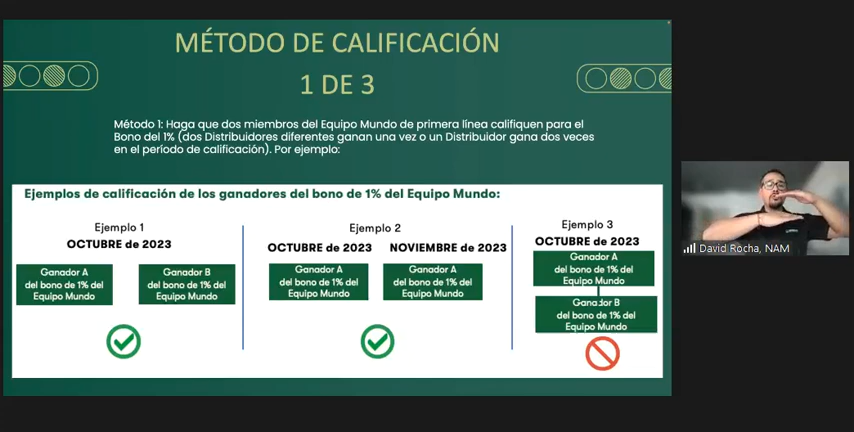 MÉTODO DE CALIFICACIÓN
1 DE 3
Método 1: Haga que dos miembros del Equipo Mundo de primera línea califiquen para el
Bono del 1% (dos Distribuidores diferentes ganan una vez o un Distribuidor gana dos veces
en el período de calificación). Por ejemplo:
Ejemplos de calificación de los ganadores del bono de 1% del Equipo Mundo:
Ejemplo 1
OCTUBRE de 2023
Ganador A
del bono de 1% del
Equipo Mundo
Ganador B
del bono de 1% del
Equipo Mundo
Ejemplo 2
OCTUBRE de 2023
NOVIEMBRE de 2023
Ganador A
del bono de 1% del
Equipo Mundo
Ganador A
del bono de 1% del
Equipo Mundo
Ejemplo 3
OCTUBRE de 2023
Ganador A
del bono de 1% del
Equipo Mundo
Ganador B
del bono de 1% del
Equipo Mundo
David Rocha, NAM